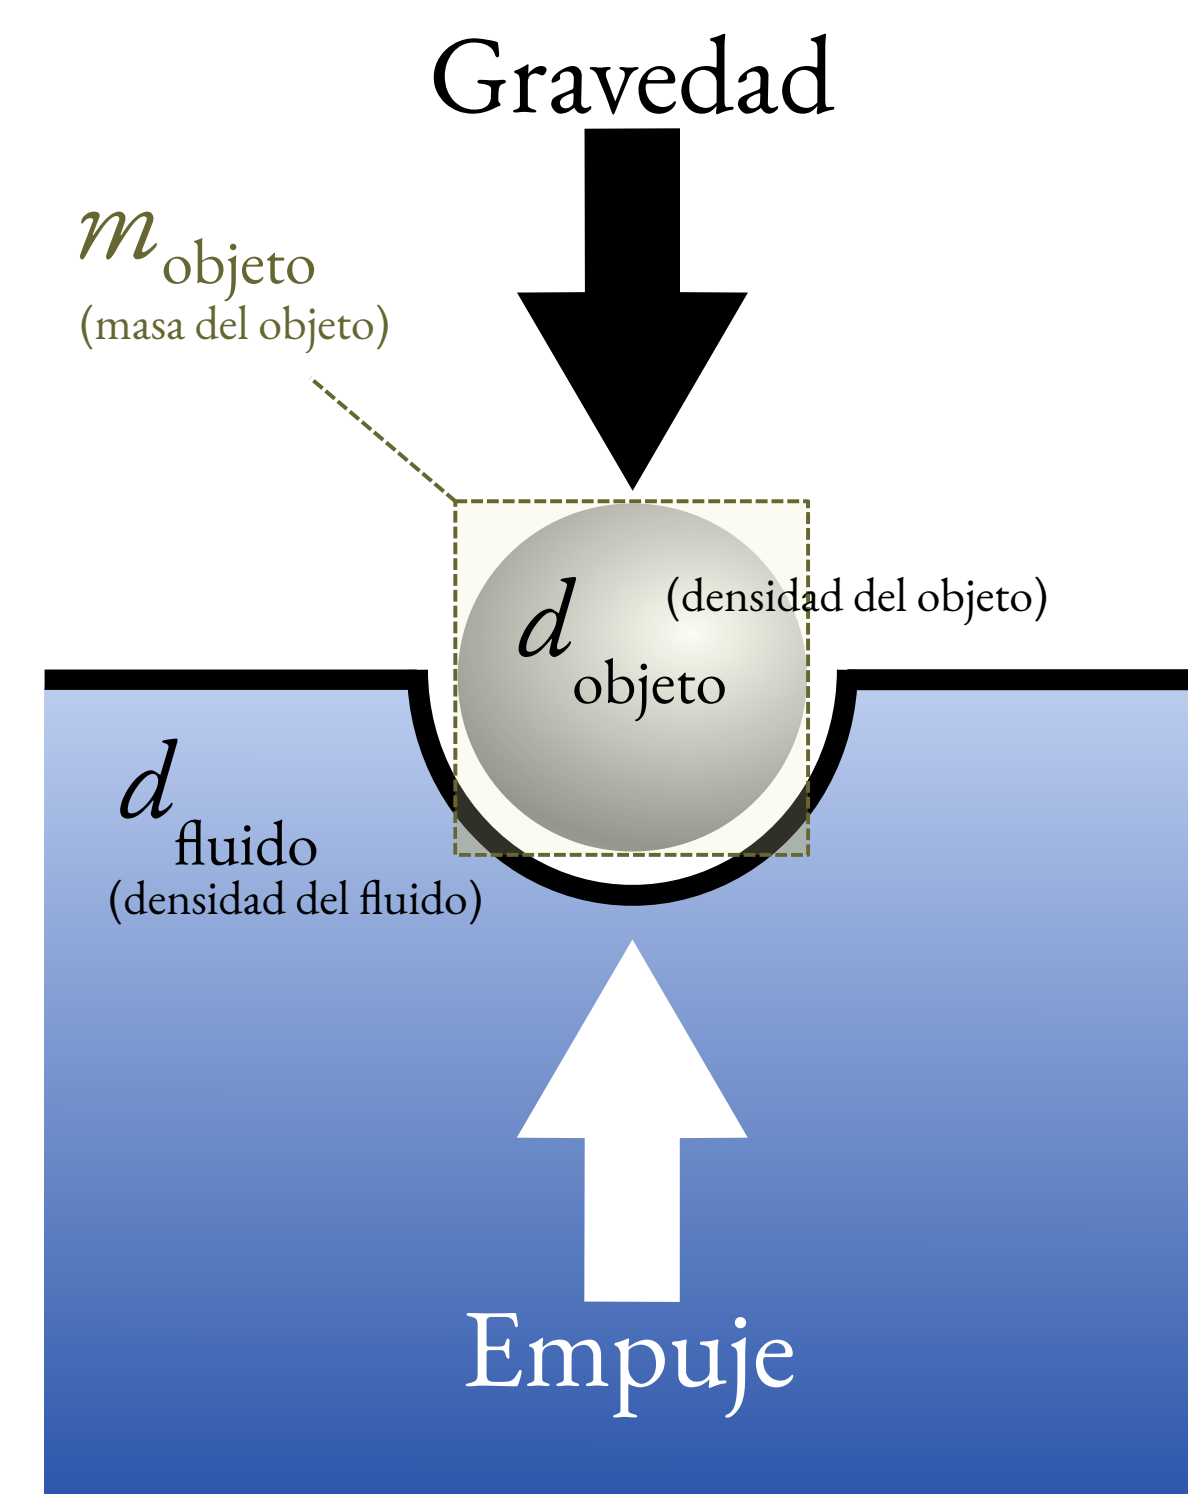 Gravedad
m objeto
(masa del objeto)
(densidad del objeto)
d objeto
d fluido
(densidad del fluido)
Empuje